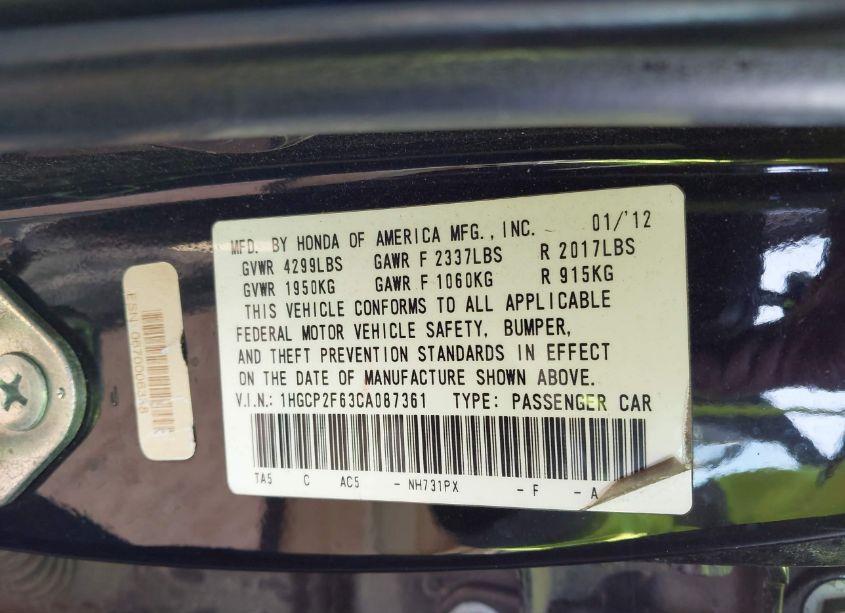 MFD. BY HONDA OF AMERICA MFG., INC. 01/'12
GVWR 4299LBS GAWR F 2337LBS R 2017LBS
GVWR 1950KG GAWR F 1060KG R 915KG
THIS VEHICLE CONFORMS TO ALL APPLICABLE
FEDERAL MOTOR VEHICLE SAFETY, BUMPER,
AND THEFT PREVENTION STANDARDS IN EFFECT
ON THE DATE OF MANUFACTURE SHOWN ABOVE.
V.I.N.: 1HGCP2F63CA087361 TYPE: PASSENGER CAR
TA5 C AC5 - NH731PX - F - A
ESN